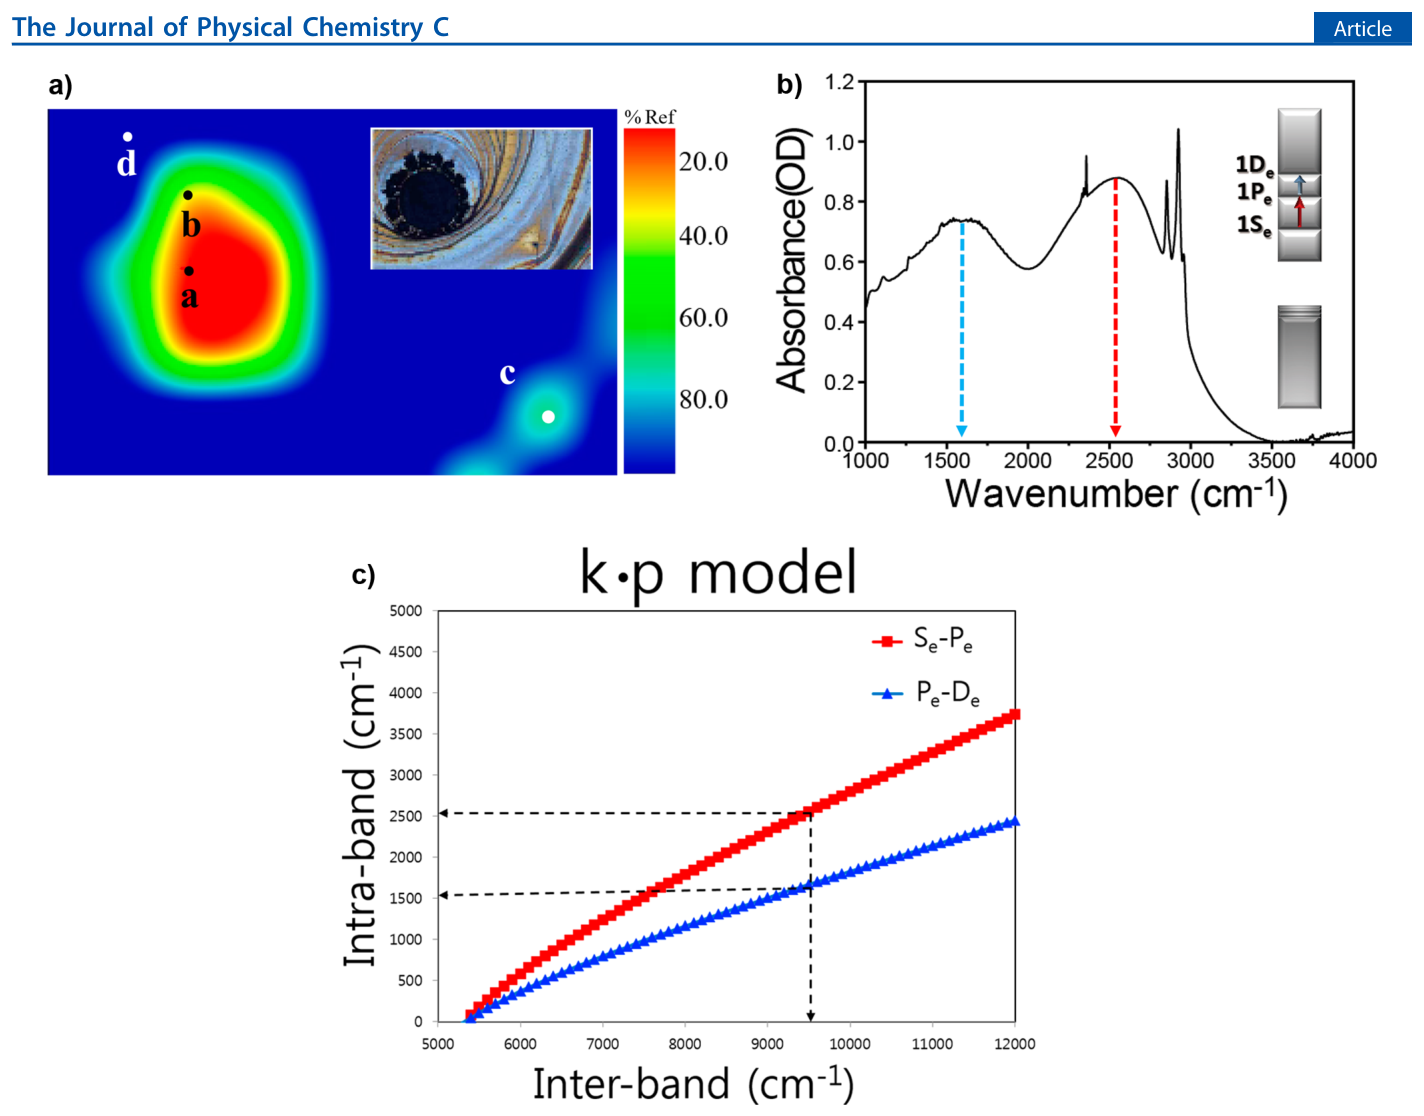 The Journal of Physical Chemistry C
Article
a)
% Ref
20.0
40.0
60.0
80.0
d
b
a
c
b)
Absorbance(OD)
1.2
1.0
0.8
0.6
0.4
0.2
0.0
1000 1500 2000 2500 3000 3500 4000
Wavenumber (cm-1)
1De
1Pe
1Se
c)
k·p model
Intra-band (cm-1)
5000
4500
4000
3500
3000
2500
2000
1500
1000
500
0
Se-Pe
Pe-De
5000 6000 7000 8000 9000 10000 11000 12000
Inter-band (cm-1)